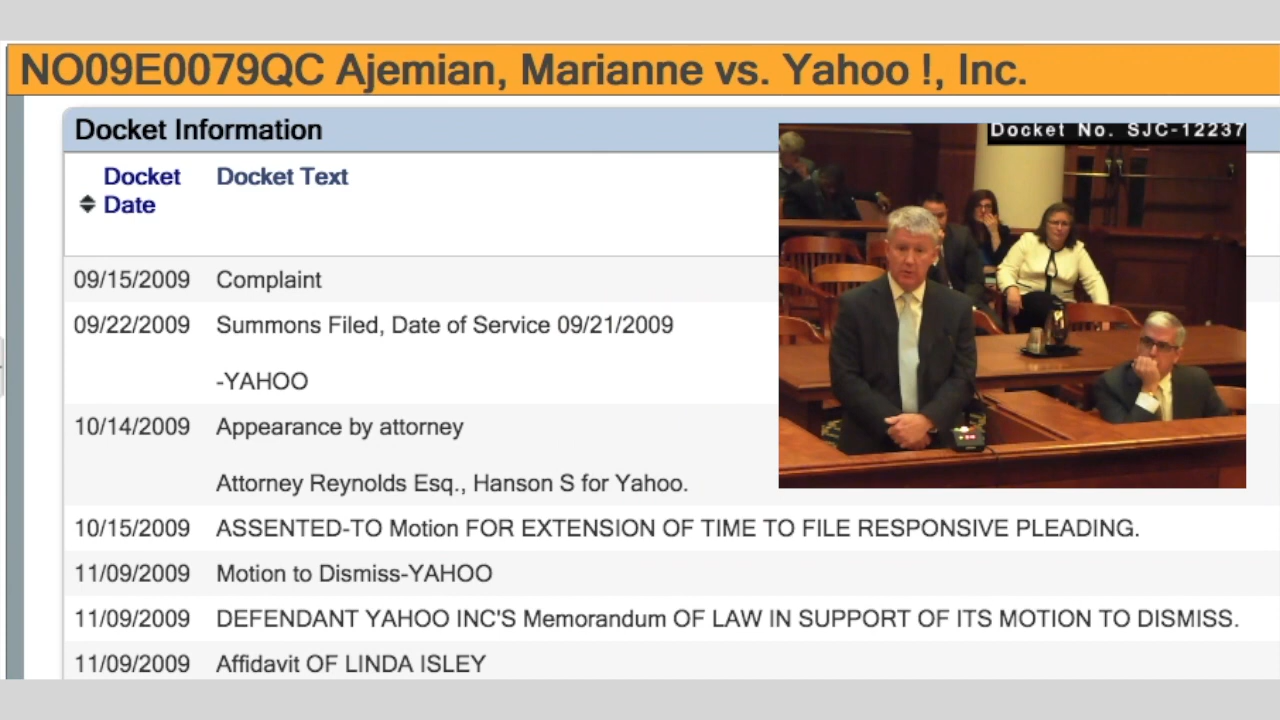 NO09E0079QC Ajemian, Marianne vs. Yahoo !, Inc.
Docket Information
Docket No. SJC-12237
Docket Date
Docket Text
09/15/2009 Complaint
09/22/2009 Summons Filed, Date of Service 09/21/2009
-YAHOO
10/14/2009 Appearance by attorney
Attorney Reynolds Esq., Hanson S for Yahoo.
10/15/2009 ASSENTED-TO Motion FOR EXTENSION OF TIME TO FILE RESPONSIVE PLEADING.
11/09/2009 Motion to Dismiss-YAHOO
11/09/2009 DEFENDANT YAHOO INC'S Memorandum OF LAW IN SUPPORT OF ITS MOTION TO DISMISS.
11/09/2009 Affidavit OF LINDA ISLEY